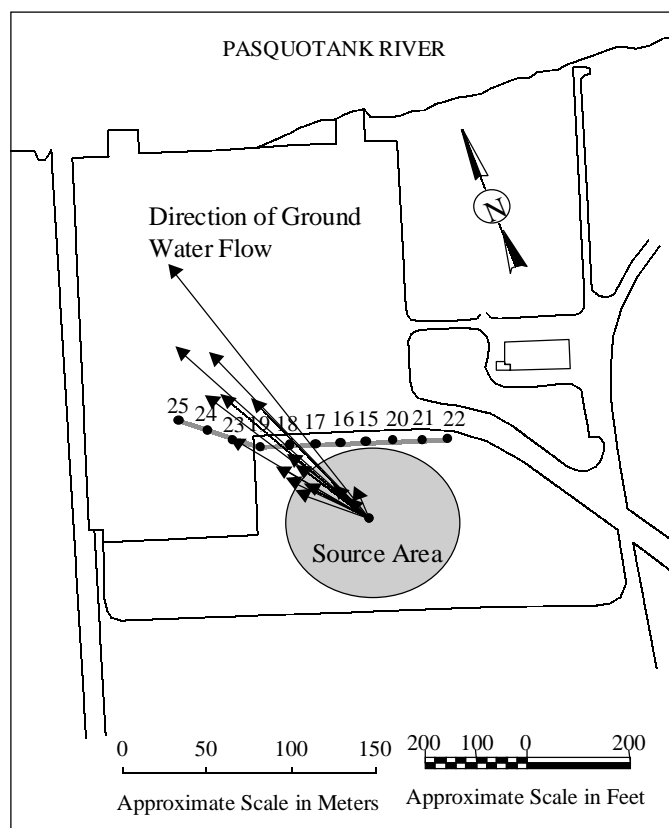 PASQUOTANK RIVER
N
Direction of Ground
Water Flow
25 24 23 19 18 17 16 15 20 21 22
Source Area
0 50 100 150
Approximate Scale in Meters
200 100 0 200
Approximate Scale in Feet